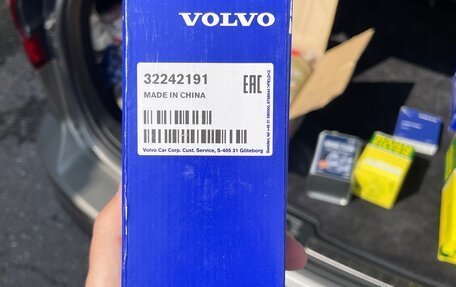 VOLVO
32242191
MADE IN CHINA
EAC
Volvo Car Corp. Cust. Service, S-405 31 Göteborg